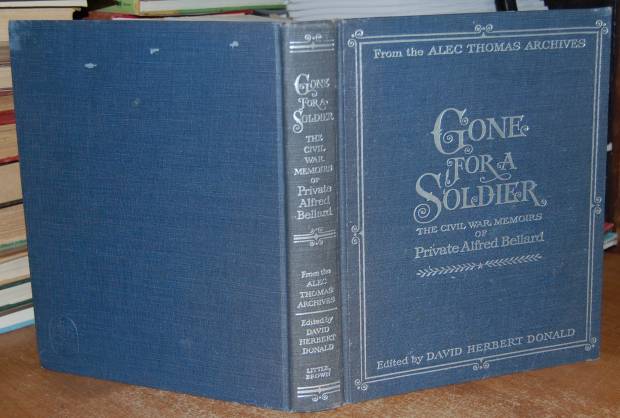 GONE
FOR A
SOLDIER
THE
CIVIL
WAR
MEMOIRS
OF
Private
Alfred
Bellard
From the
ALEC
THOMAS
ARCHIVES
Edited by
DAVID
HERBERT
DONALD
LITTLE,
BROWN
From the ALEC THOMAS ARCHIVES
GONE
FOR A
SOLDIER
THE CIVIL WAR MEMOIRS
OF
Private Alfred Bellard
Edited by DAVID HERBERT DONALD